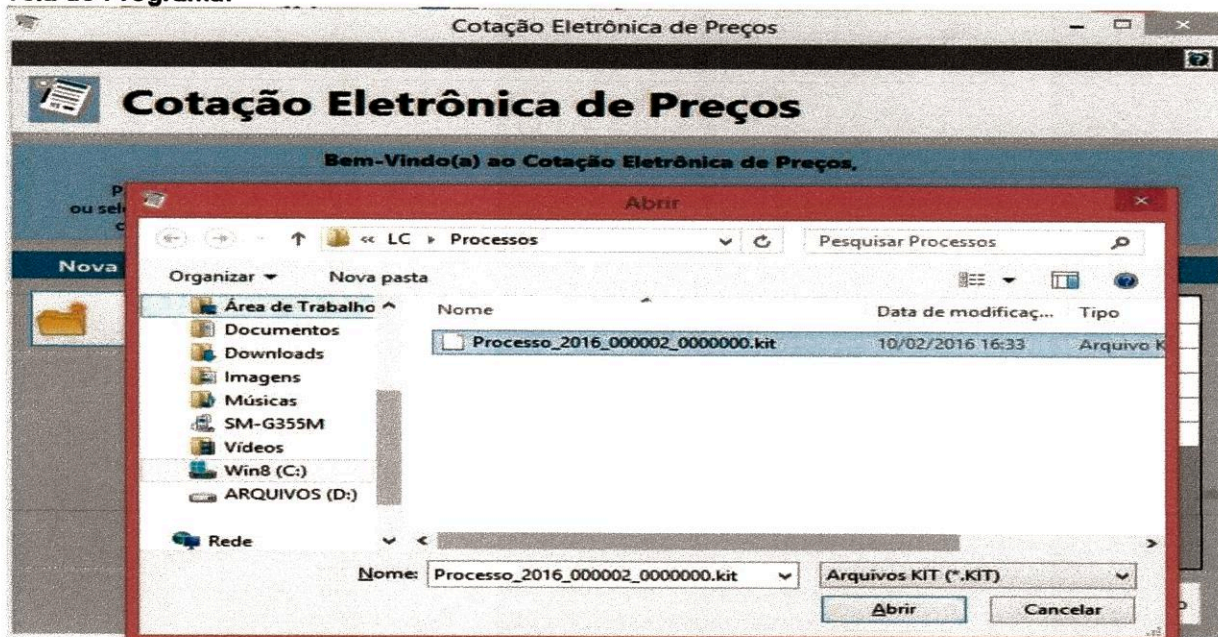 Cotação Eletrônica de Preços
Cotação Eletrônica de Preços
Bem-Vindo(a) ao Cotação Eletrônica de Preços,
ou
Abrir
LC Processos
Pesquisar Processos
Nova
Organizar Nova pasta
Área de Trabalho
Nome Data de modificaç... Tipo
Documentos
Processo_2016_000002_0000000.kit 10/02/2016 16:33 Arquivo K
Downloads
Imagens
Músicas
SM-G355M
Vídeos
Win8 (C:)
ARQUIVOS (D:)
Rede
Nome: Processo_2016_000002_0000000.kit Arquivos KIT (*.KIT)
Abrir Cancelar